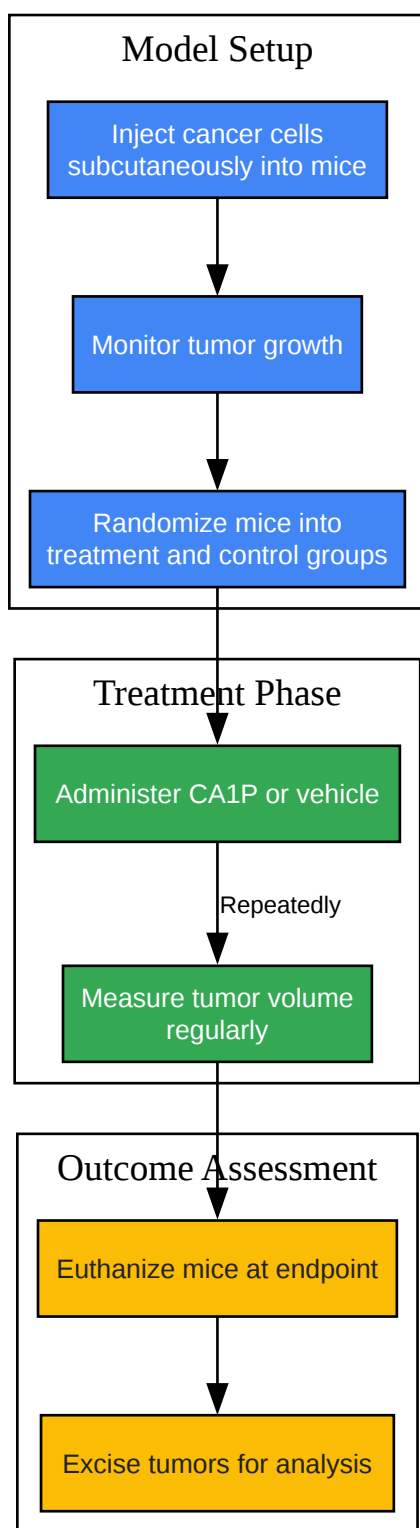 Model Setup
Inject cancer cells
subcutaneously into mice
Monitor tumor growth
Randomize mice into
treatment and control groups
Treatment Phase
Administer CA1P or vehicle
Repeatedly
Measure tumor volume
regularly
Outcome Assessment
Euthanize mice at endpoint
Excise tumors for analysis